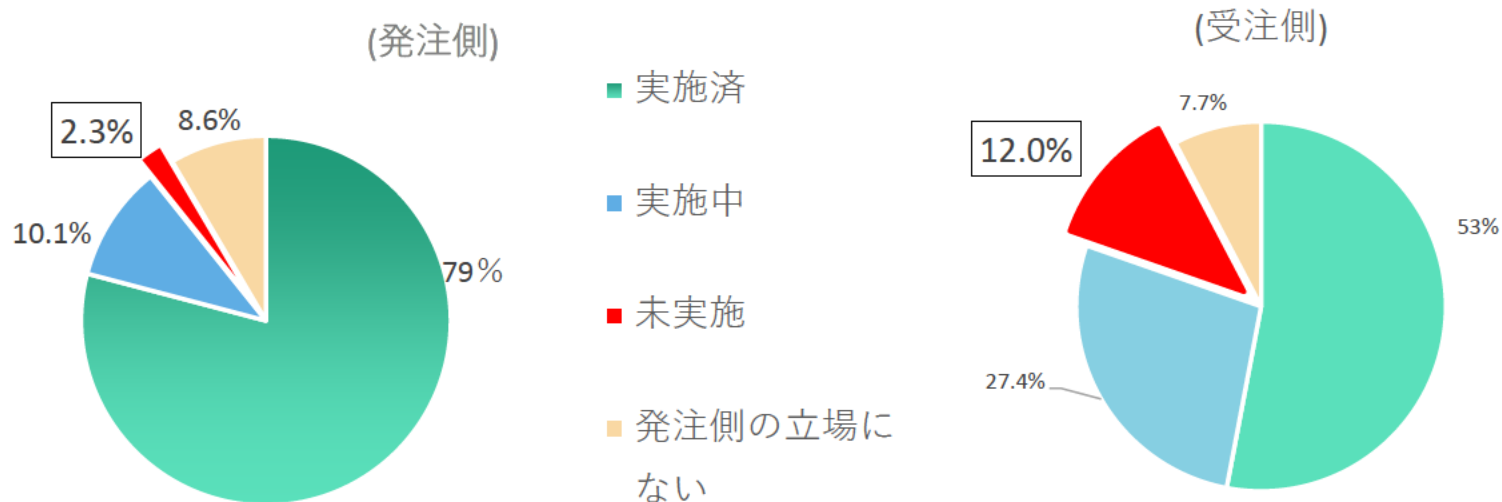 (発注側)
2.3%
8.6%
10.1%
79%
実施済
実施中
未実施
発注側の立場に
ない
(受注側)
12.0%
7.7%
53%
27.4%